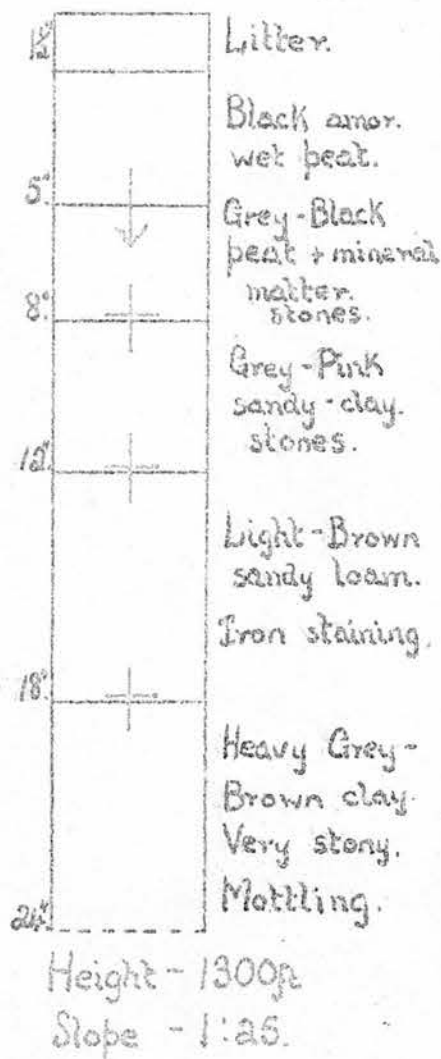 1½"
Litter.
Black amor.
wet peat.
5"
Grey-Black
peat + mineral
matter.
stones.
8"
Grey-Pink
sandy-clay.
stones.
12"
Light-Brown
sandy loam.
Iron staining.
18"
Heavy Grey-
Brown clay.
Very stony.
Mottling.
24"
Height - 1300ft
Slope - 1:25.